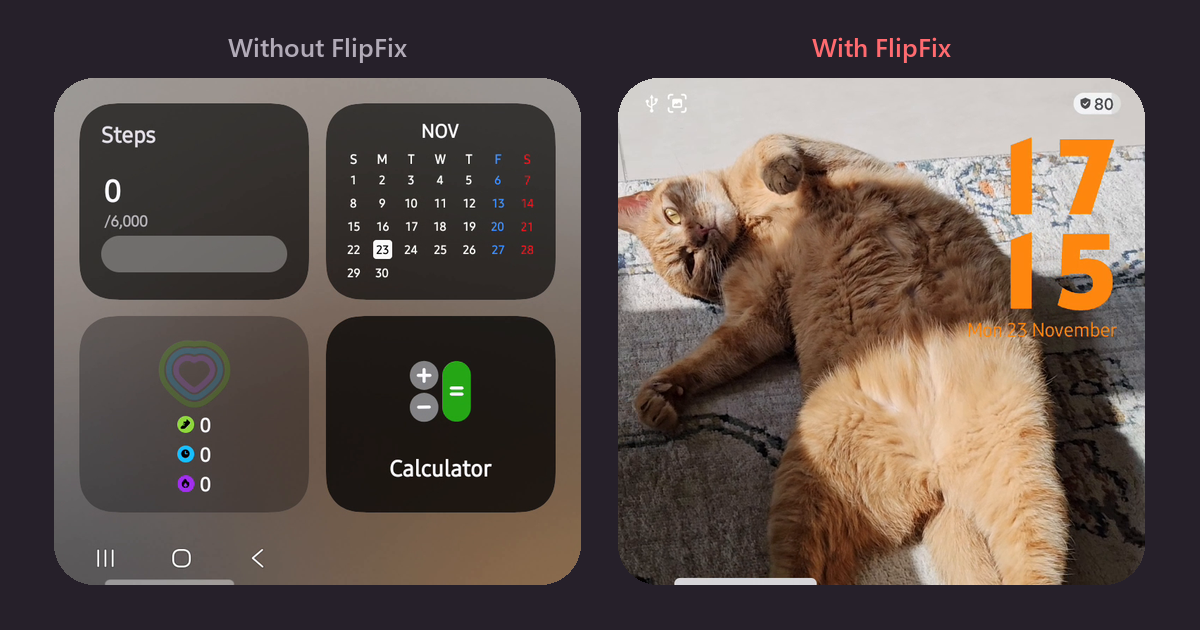 Without FlipFix
With FlipFix
Steps
0
/6,000
NOV
S M T W T F S
1 2 3 4 5 6 7
8 9 10 11 12 13 14
15 16 17 18 19 20 21
22 23 24 25 26 27 28
29 30
0
0
0
Calculator
80
17
15
Mon 23 November